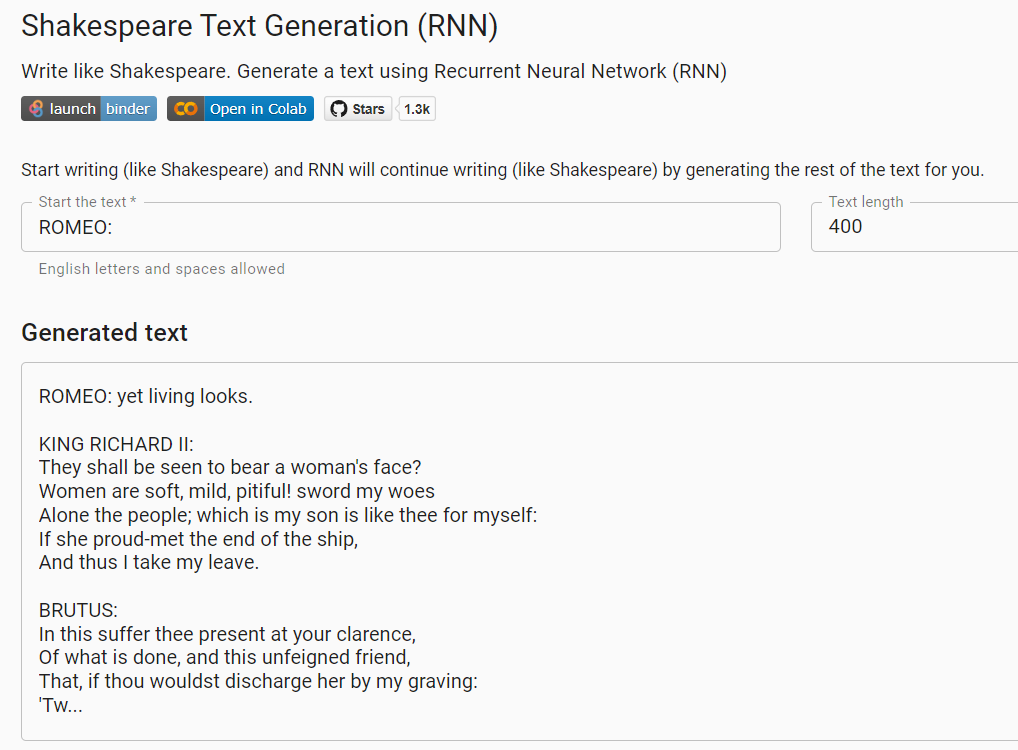 Shakespeare Text Generation (RNN)
Write like Shakespeare. Generate a text using Recurrent Neural Network (RNN)
launch binder Open in Colab Stars 1.3k
Start writing (like Shakespeare) and RNN will continue writing (like Shakespeare) by generating the rest of the text for you.
Start the text * Text length
ROMEO: 400
English letters and spaces allowed
Generated text
ROMEO: yet living looks.
KING RICHARD II:
They shall be seen to bear a woman's face?
Women are soft, mild, pitiful! sword my woes
Alone the people; which is my son is like thee for myself:
If she proud-met the end of the ship,
And thus I take my leave.
BRUTUS:
In this suffer thee present at your clarence,
Of what is done, and this unfeigned friend,
That, if thou wouldst discharge her by my graving:
'Tw...